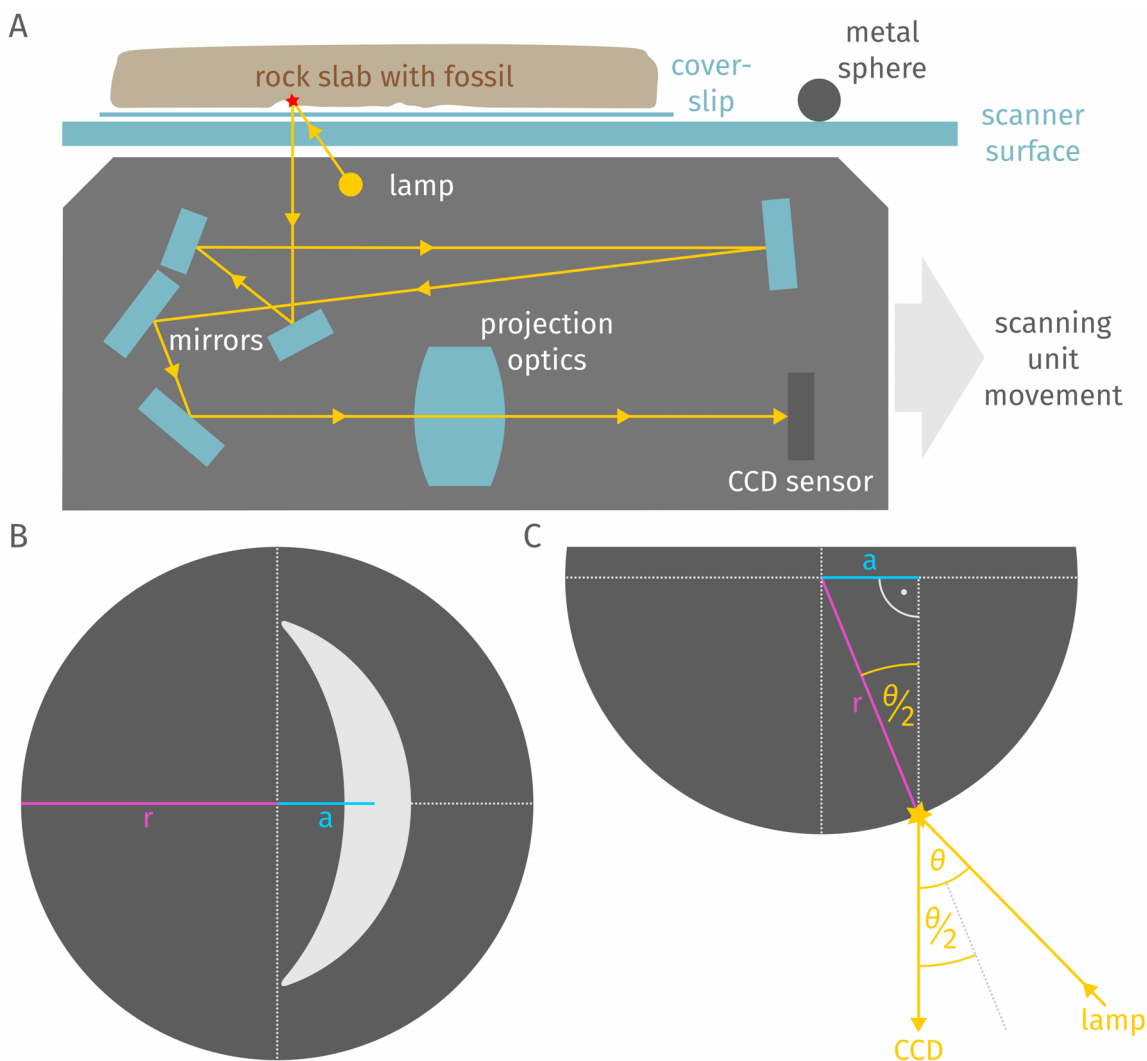 A
metal
sphere
rock slab with fossil
cover-
slip
scanner
surface
lamp
mirrors
projection
optics
scanning
unit
movement
CCD sensor
B
r
a
C
a
r
θ/2
θ
θ/2
lamp
CCD